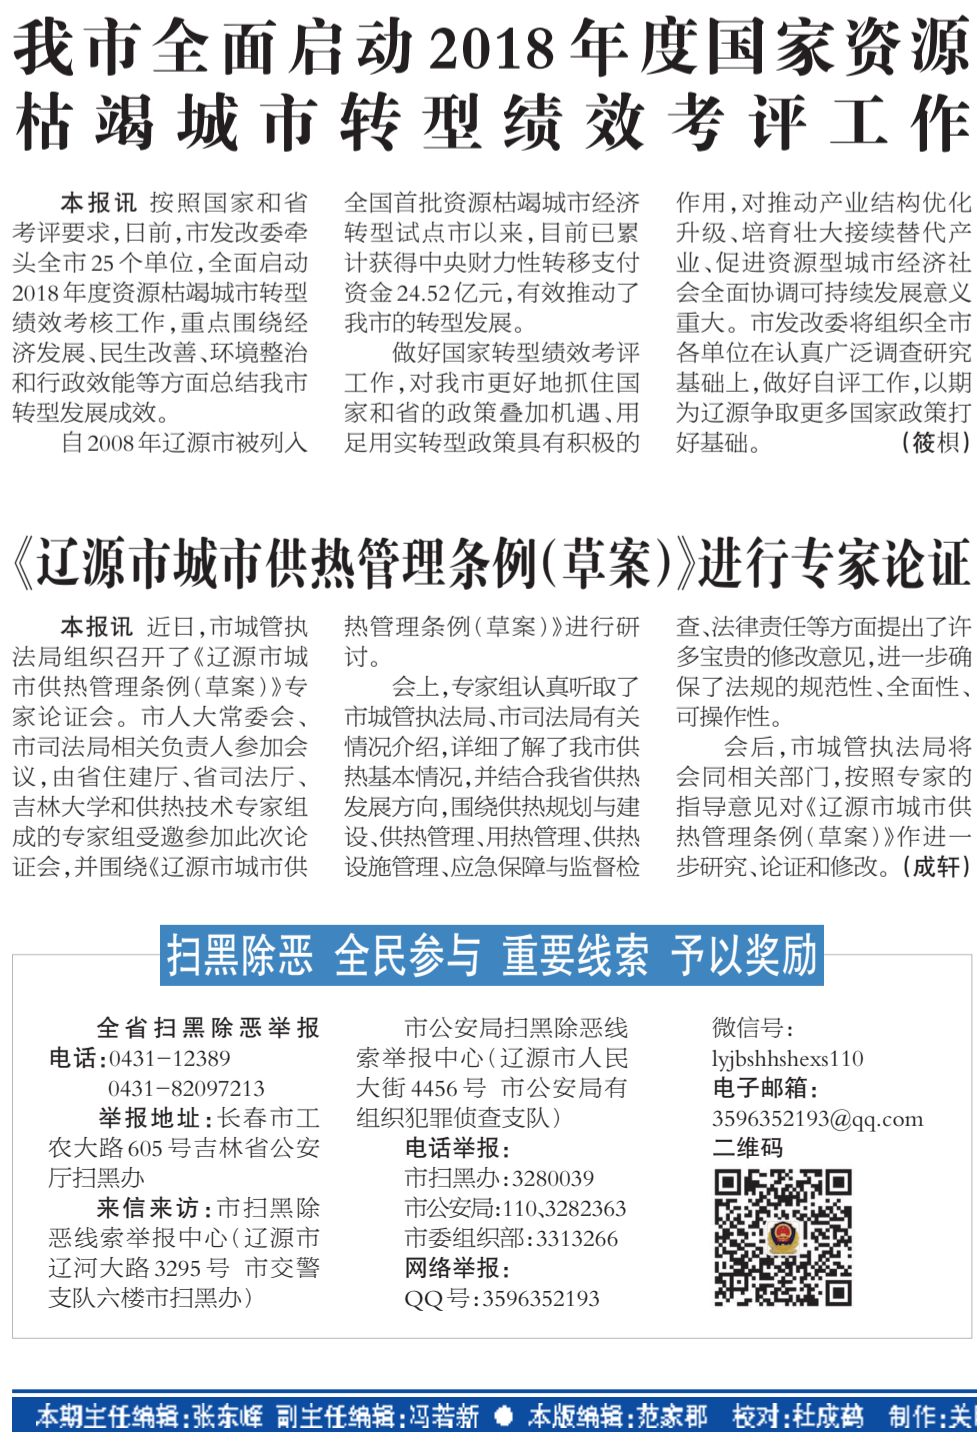 我市全面启动2018年度国家资源
枯竭城市转型绩效考评工作
本报讯 按照国家和省
考评要求,日前,市发改委牵
头全市25个单位,全面启动
2018年度资源枯竭城市转型
绩效考核工作,重点围绕经
济发展、民生改善、环境整治
和行政效能等方面总结我市
转型发展成效。
自2008年辽源市被列入
全国首批资源枯竭城市经济
转型试点市以来,目前已累
计获得中央财力性转移支付
资金24.52亿元,有效推动了
我市的转型发展。
做好国家转型绩效考评
工作,对我市更好地抓住国
家和省的政策叠加机遇、用
足用实转型政策具有积极的
作用,对推动产业结构优化
升级、培育壮大接续替代产
业、促进资源型城市经济社
会全面协调可持续发展意义
重大。市发改委将组织全市
各单位在认真广泛调查研究
基础上,做好自评工作,以期
为辽源争取更多国家政策打
好基础。 (筱梖)
《辽源市城市供热管理条例(草案)》进行专家论证
本报讯 近日,市城管执
法局组织召开了《辽源市城
市供热管理条例(草案)》专
家论证会。市人大常委会、
市司法局相关负责人参加会
议,由省住建厅、省司法厅、
吉林大学和供热技术专家组
成的专家组受邀参加此次论
证会,并围绕《辽源市城市供
热管理条例(草案)》进行研
讨。
会上,专家组认真听取了
市城管执法局、市司法局有关
情况介绍,详细了解了我市供
热基本情况,并结合我省供热
发展方向,围绕供热规划与建
设、供热管理、用热管理、供热
设施管理、应急保障与监督检
查、法律责任等方面提出了许
多宝贵的修改意见,进一步确
保了法规的规范性、全面性、
可操作性。
会后,市城管执法局将
会同相关部门,按照专家的
指导意见对《辽源市城市供
热管理条例(草案)》作进一
步研究、论证和修改。(成轩)
扫黑除恶 全民参与 重要线索 予以奖励
全省扫黑除恶举报
电话:0431-12389
0431-82097213
举报地址:长春市工
农大路605号吉林省公安
厅扫黑办
来信来访:市扫黑除
恶线索举报中心(辽源市
辽河大路3295号 市交警
支队六楼市扫黑办)
市公安局扫黑除恶线
索举报中心(辽源市人民
大街4456号 市公安局有
组织犯罪侦查支队)
电话举报:
市扫黑办:3280039
市公安局:110、3282363
市委组织部:3313266
网络举报:
QQ号:3596352193
微信号:
lyjbshhshexs110
电子邮箱:
3596352193@qq.com
二维码
本期主任编辑:张东峰 副主任编辑:冯若新 ● 本版编辑:范家郡 校对:杜成鹤 制作:关